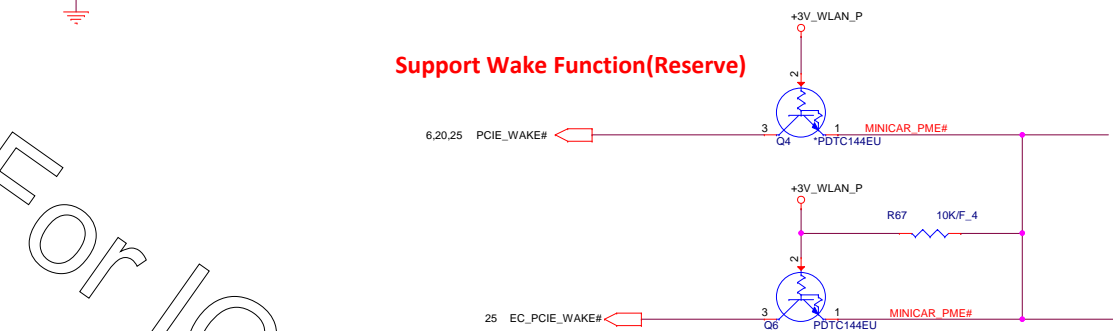 +3V_WLAN_P
Support Wake Function(Reserve)
2
6,20,25 PCIE_WAKE# 3 1 MINICAR_PME#
Q4 *PDTC144EU
+3V_WLAN_P
R67 10K/F_4
2
25 EC_PCIE_WAKE# 3 1 MINICAR_PME#
Q6 PDTC144EU
For